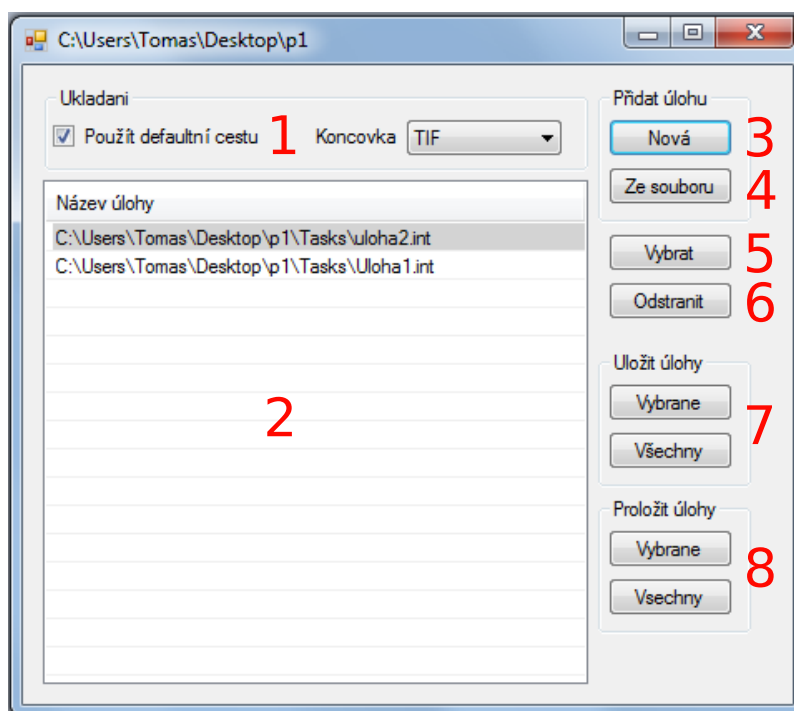 C:\Users\Tomas\Desktop\p1
Ukladani
Použít defaultní cestu 1 Koncovka TIF
Název úlohy
C:\Users\Tomas\Desktop\p1\Tasks\uloha2.int
C:\Users\Tomas\Desktop\p1\Tasks\Uloha1.int
2
Přidat úlohu
Nová 3
Ze souboru 4
Vybrat 5
Odstranit 6
Uložit úlohy
Vybrane
7
Všechny
Proložit úlohy
Vybrane
8
Vsechny